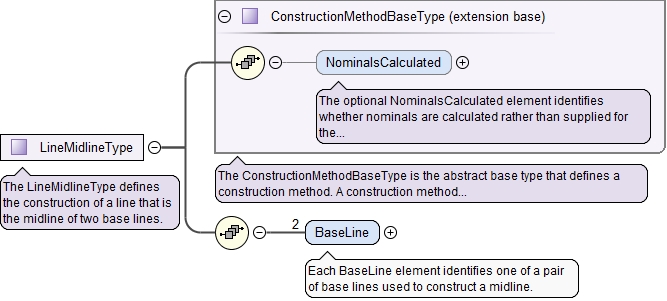 ConstructionMethodBaseType (extension base)
NominalsCalculated
The optional NominalsCalculated element identifies
whether nominals are calculated rather than supplied for
the...
LineMidlineType
The LineMidlineType defines
the construction of a line that is
the midline of two base lines.
The ConstructionMethodBaseType is the abstract base type that defines a
construction method. A construction method...
2
BaseLine
Each BaseLine element identifies one of a pair
of base lines used to construct a midline.